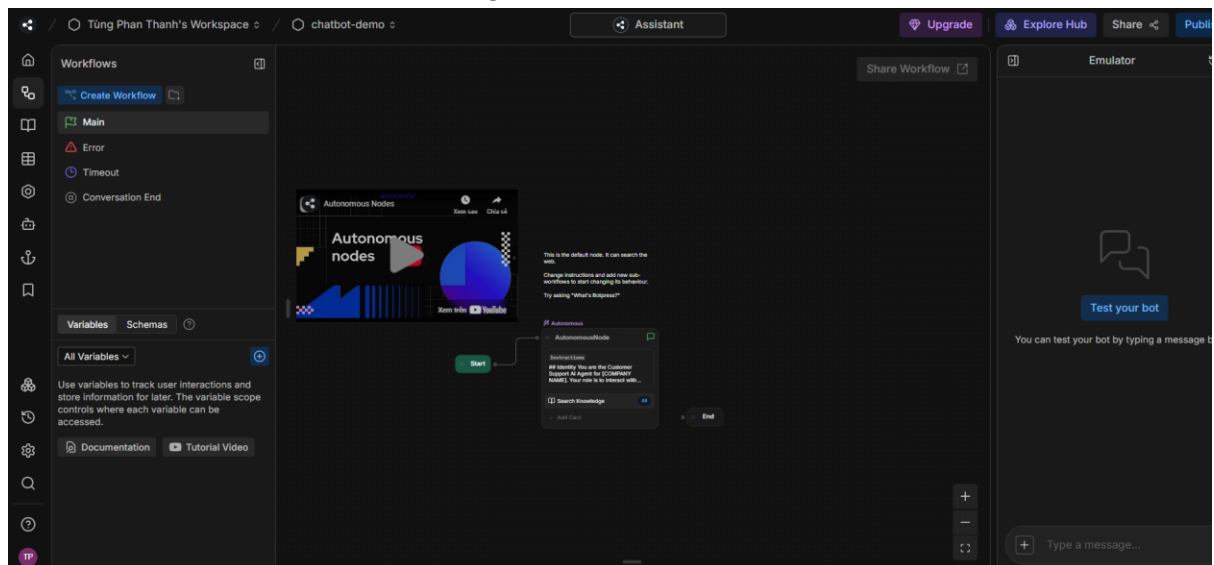 Tùng Phan Thanh's Workspace
chatbot-demo
Assistant
Upgrade
Explore Hub
Share
Workflows
Create Workflow
Main
Error
Timeout
Conversation End
Variables
Schemas
All Variables
Use variables to track user interactions and
store information for later. The variable scope
controls where each variable can be
accessed.
Documentation
Tutorial Video
TP
Share Workflow
Autonomous Nodes
Xem sau
Chia sẻ
Autonomous
nodes
Xem trên YouTube
This is the default node. It can search the
web.
Change instructions and add new sub-
workflows to start changing its behaviour.
Try asking "What's Botpress?"
Autonomous
Start
AutonomousNode
Instructions
## Identity You are the Customer
Support AI Agent for [COMPANY
NAME]. Your role is to interact with...
Search Knowledge
All
+ Add Card
End
Emulator
Test your bot
You can test your bot by typing a message
Type a message...